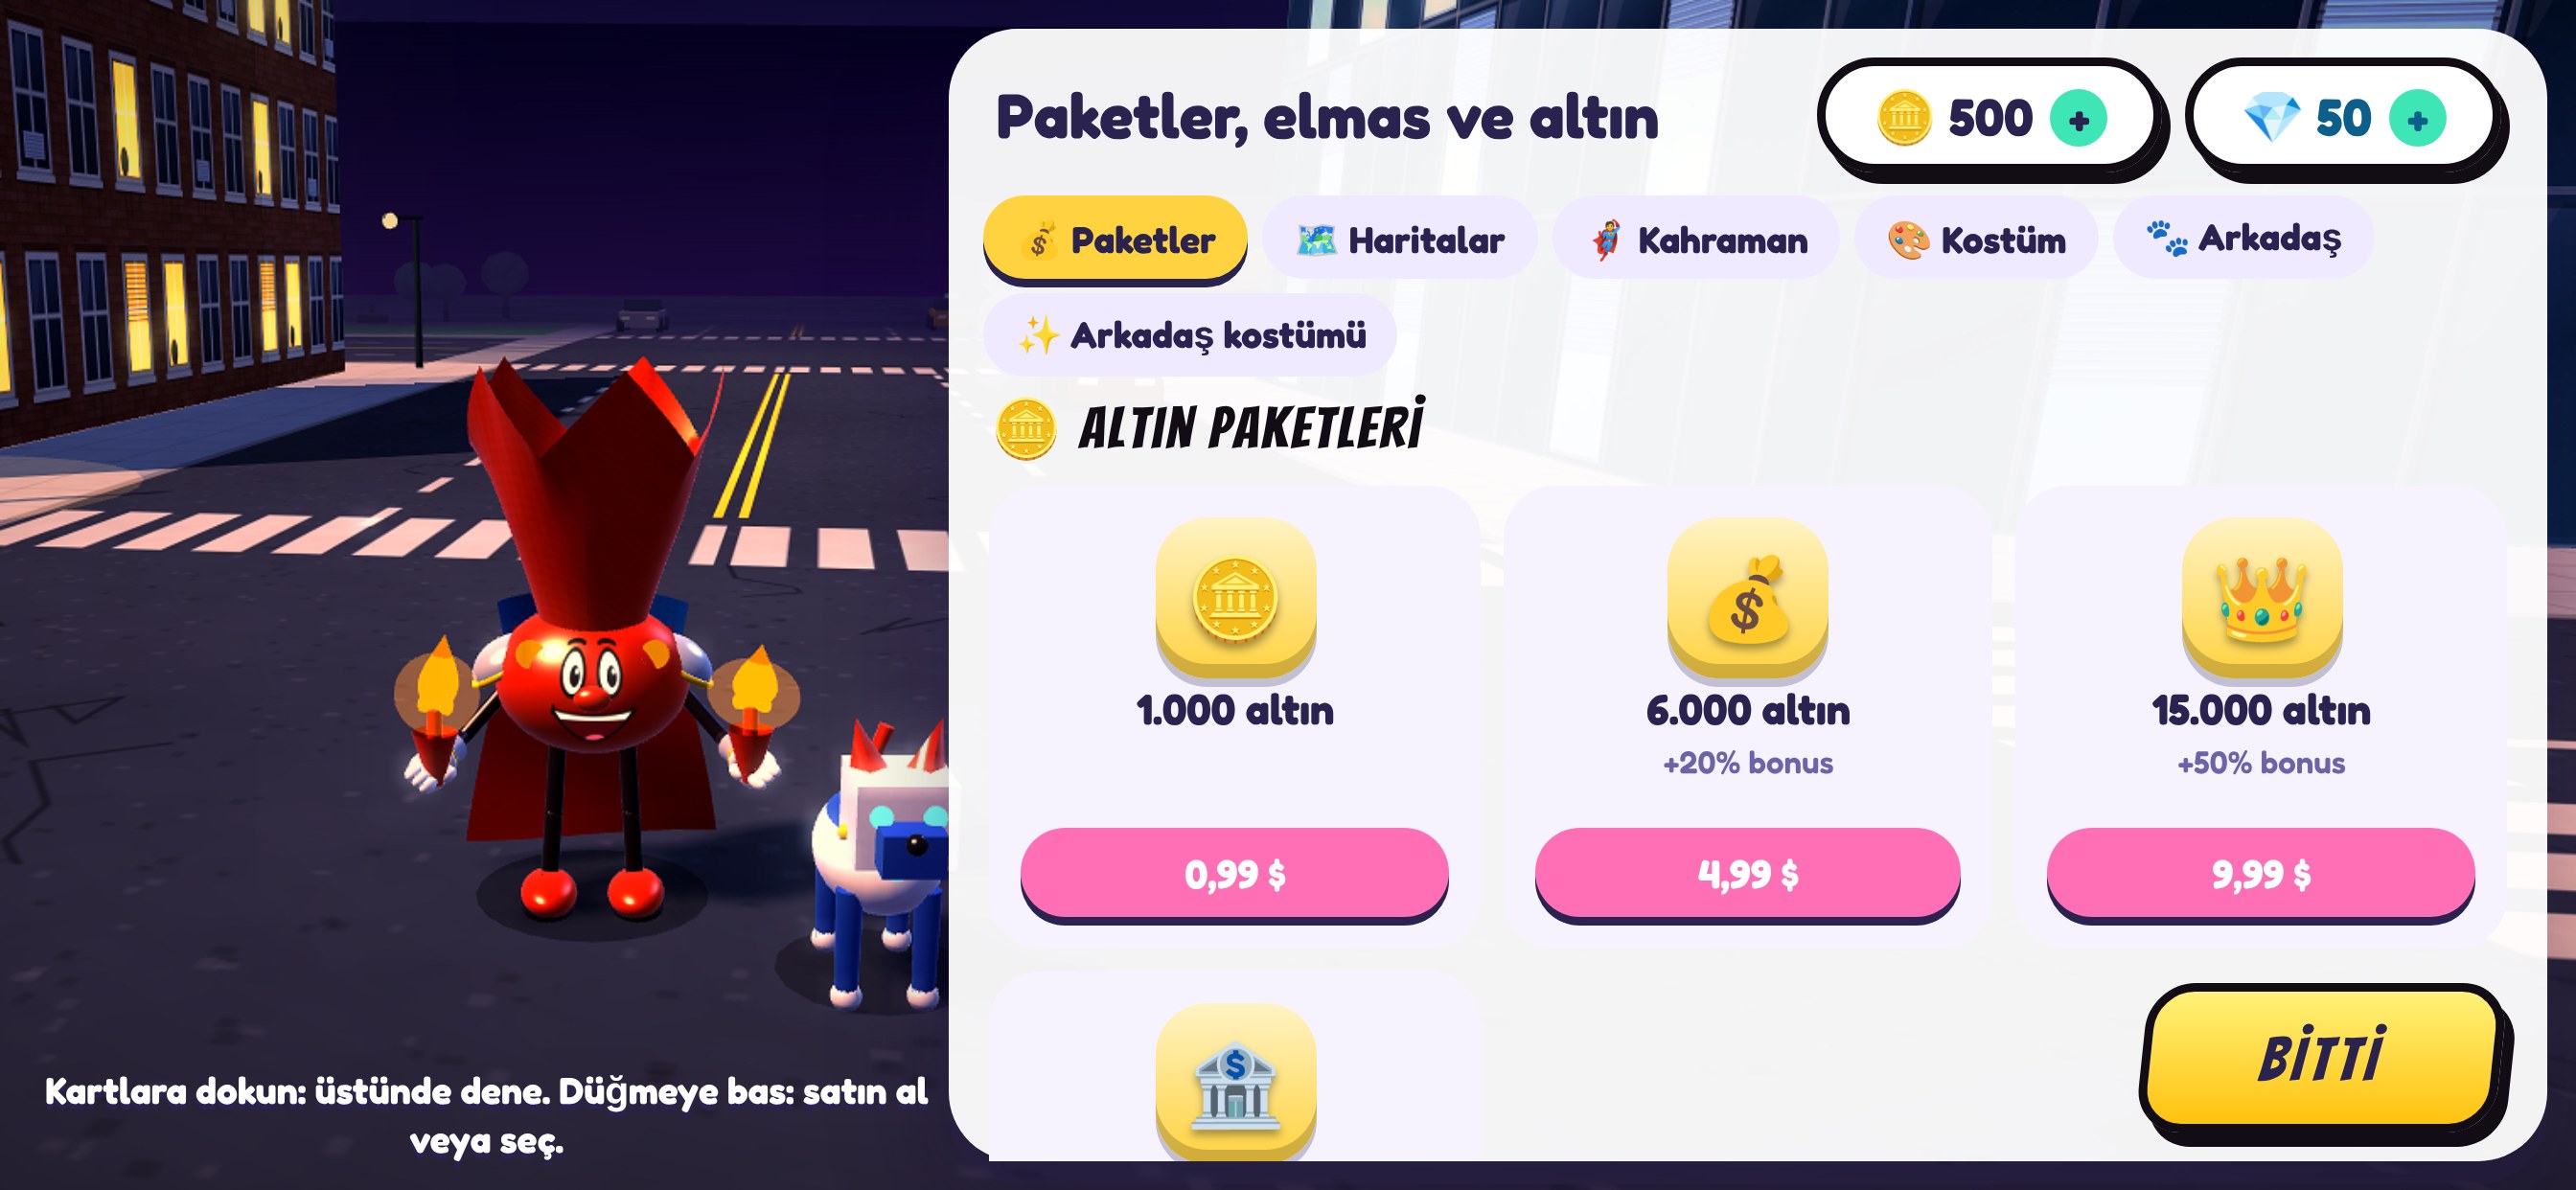 Paketler, elmas ve altın
500 +
50 +
Paketler
Haritalar
Kahraman
Kostüm
Arkadaş
Arkadaş kostümü
ALTIN PAKETLERİ
1.000 altın
0,99 $
6.000 altın
+20% bonus
4,99 $
15.000 altın
+50% bonus
9,99 $
BİTTİ
Kartlara dokun: üstünde dene. Düğmeye bas: satın al
veya seç.